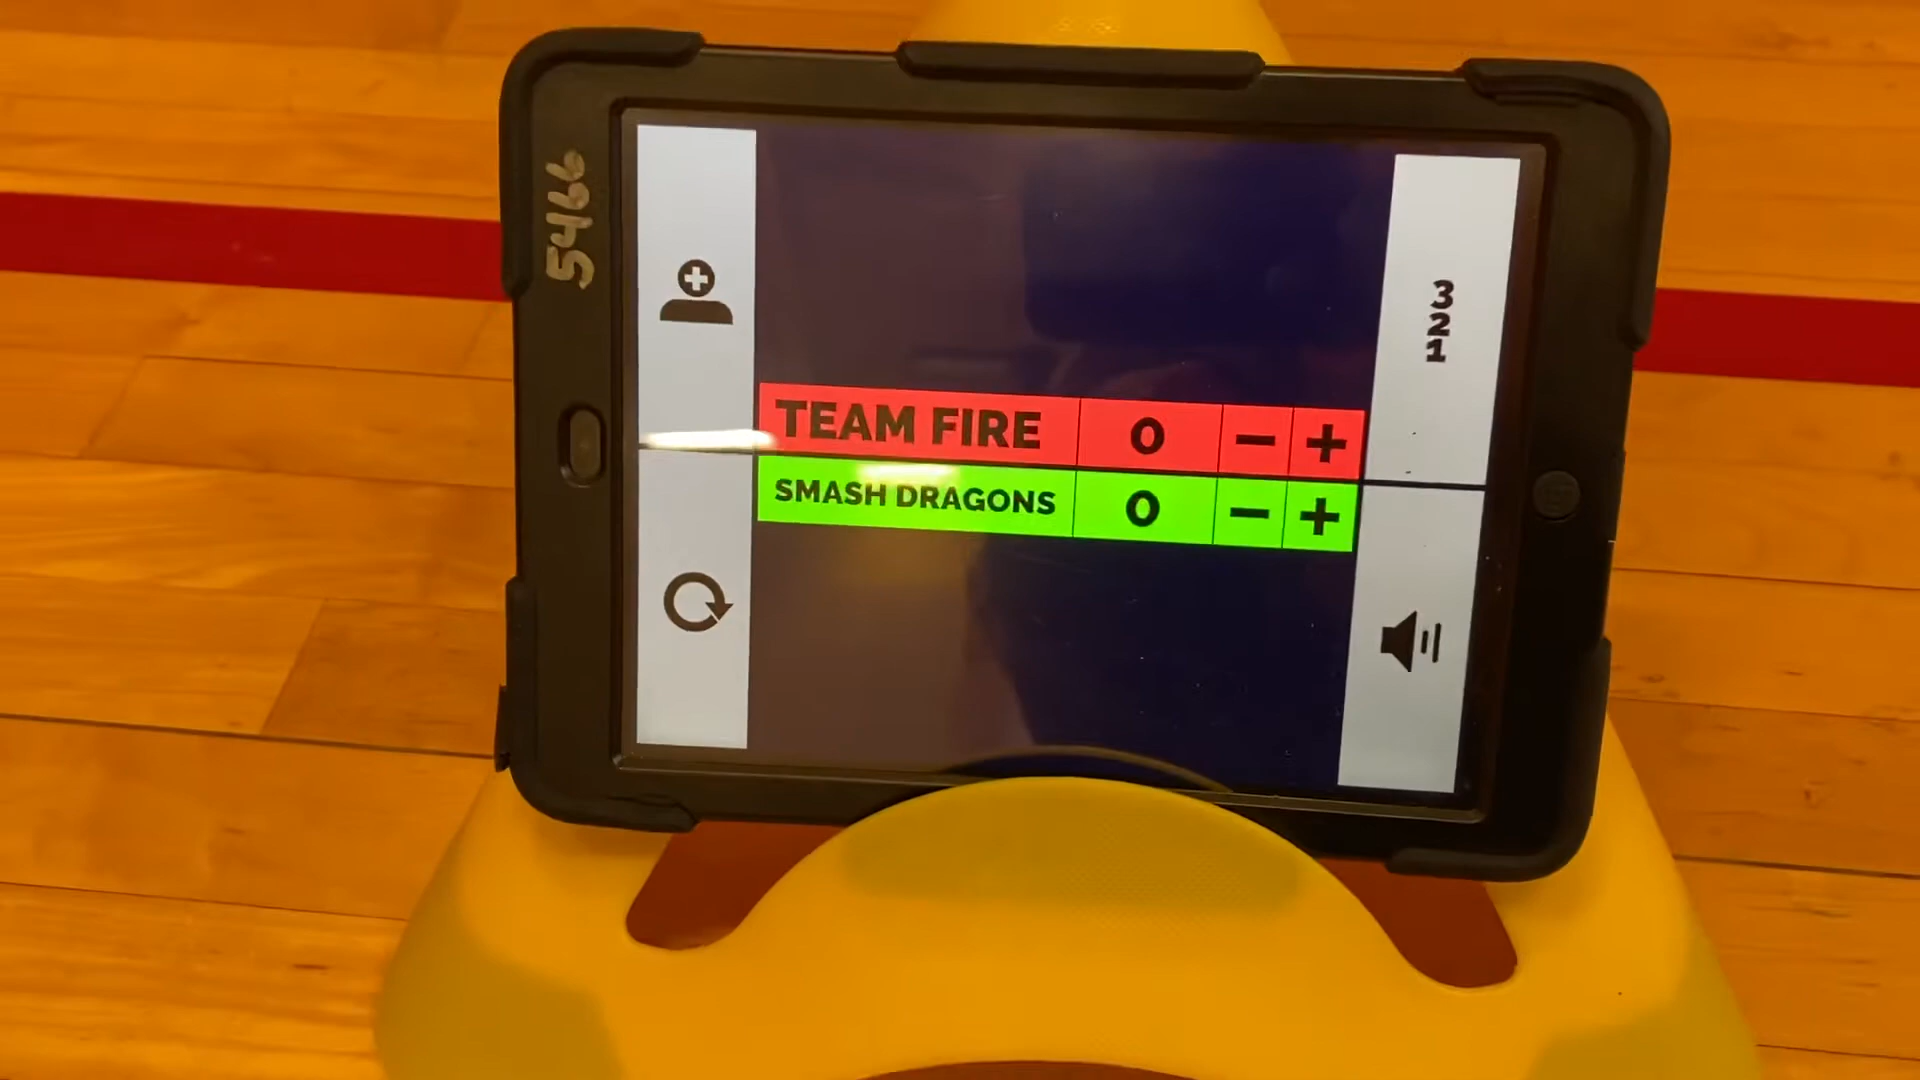 5466
TEAM FIRE 0 − +
SMASH DRAGONS 0 − +
3
2
1